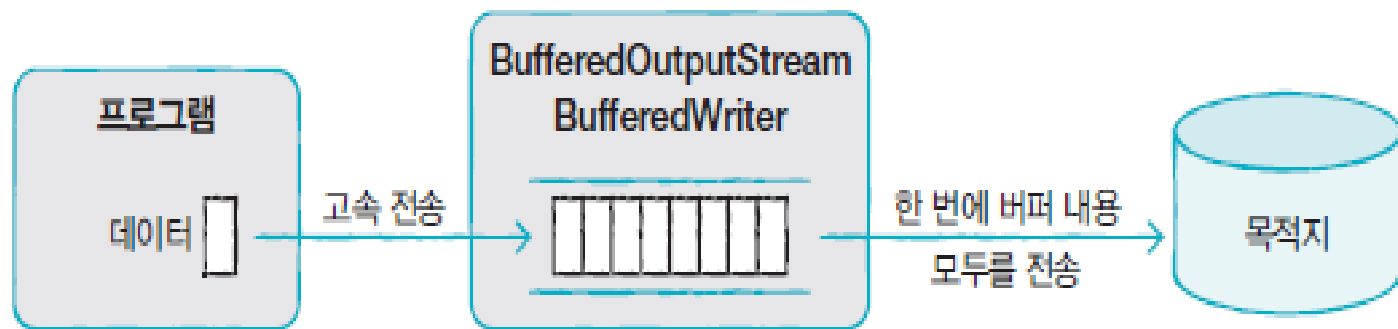 프로그램
데이터
고속 전송
BufferedOutputStream
BufferedWriter
한 번에 버퍼 내용
모두를 전송
목적지